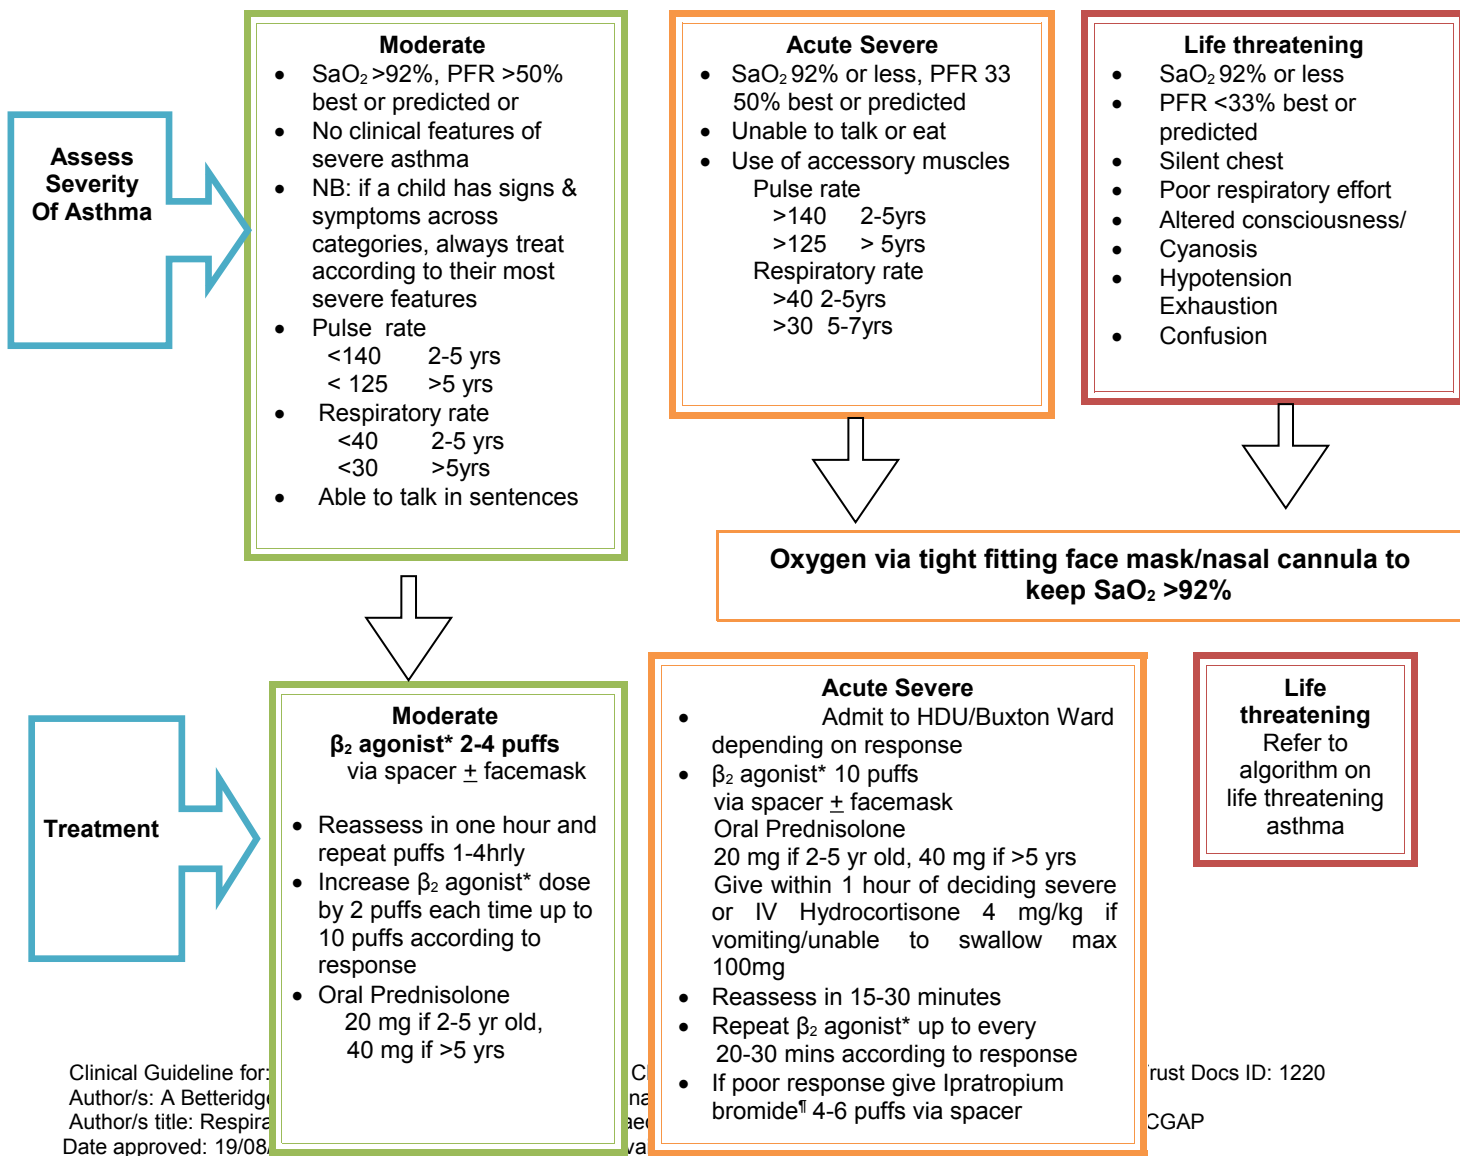 Assess
Severity
Of Asthma
Moderate
• SaO₂ >92%, PFR >50%
best or predicted or
• No clinical features of
severe asthma
• NB: if a child has signs &
symptoms across
categories, always treat
according to their most
severe features
• Pulse rate
<140 2-5 yrs
< 125 >5 yrs
• Respiratory rate
<40 2-5 yrs
<30 >5yrs
• Able to talk in sentences
Acute Severe
• SaO₂ 92% or less, PFR 33
50% best or predicted
• Unable to talk or eat
• Use of accessory muscles
Pulse rate
>140 2-5yrs
>125 > 5yrs
Respiratory rate
>40 2-5yrs
>30 5-7yrs
Life threatening
• SaO₂ 92% or less
• PFR <33% best or
predicted
• Silent chest
• Poor respiratory effort
• Altered consciousness/
• Cyanosis
• Hypotension
Exhaustion
• Confusion
Oxygen via tight fitting face mask/nasal cannula to
keep SaO₂ >92%
Treatment
Moderate
β₂ agonist* 2-4 puffs
via spacer ± facemask
• Reassess in one hour and
repeat puffs 1-4hrly
• Increase β₂ agonist* dose
by 2 puffs each time up to
10 puffs according to
response
• Oral Prednisolone
20 mg if 2-5 yr old,
40 mg if >5 yrs
Acute Severe
• Admit to HDU/Buxton Ward
depending on response
• β₂ agonist* 10 puffs
via spacer ± facemask
Oral Prednisolone
20 mg if 2-5 yr old, 40 mg if >5 yrs
Give within 1 hour of deciding severe
or IV Hydrocortisone 4 mg/kg if
vomiting/unable to swallow max
100mg
• Reassess in 15-30 minutes
• Repeat β₂ agonist* up to every
20-30 mins according to response
• If poor response give Ipratropium
bromide¶ 4-6 puffs via spacer
Life
threatening
Refer to
algorithm on
life threatening
asthma
Clinical Guideline for: Docs ID: 1220
Author/s: A Betteridge
Author/s title: CGAP
Date approved: 19/08/